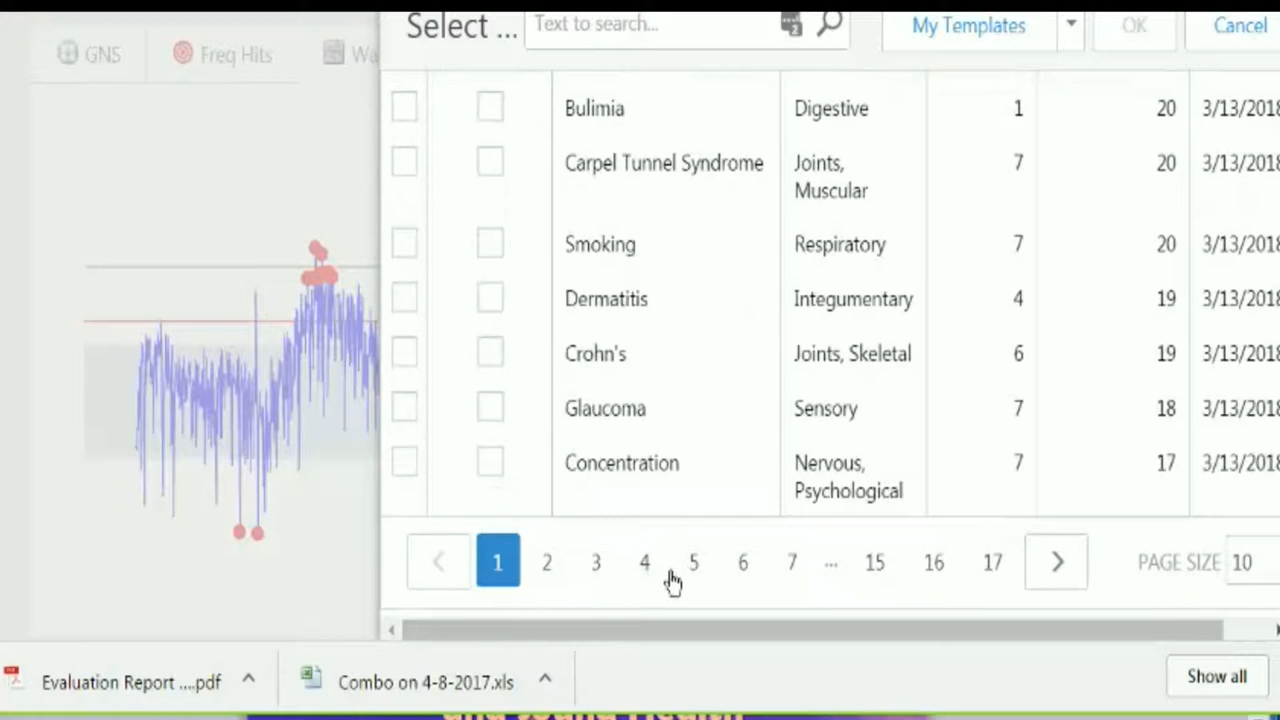 Select ... Text to search... My Templates OK Cancel
GNS Freq Hits Wa
Bulimia Digestive 1 20 3/13/2018
Carpel Tunnel Syndrome Joints, 7 20 3/13/2018
Muscular
Smoking Respiratory 7 20 3/13/2018
Dermatitis Integumentary 4 19 3/13/2018
Crohn's Joints, Skeletal 6 19 3/13/2018
Glaucoma Sensory 7 18 3/13/2018
Concentration Nervous, 7 17 3/13/2018
Psychological
1 2 3 4 5 6 7 ... 15 16 17 PAGE SIZE 10
Evaluation Report ....pdf Combo on 4-8-2017.xls Show all
and Sound Health